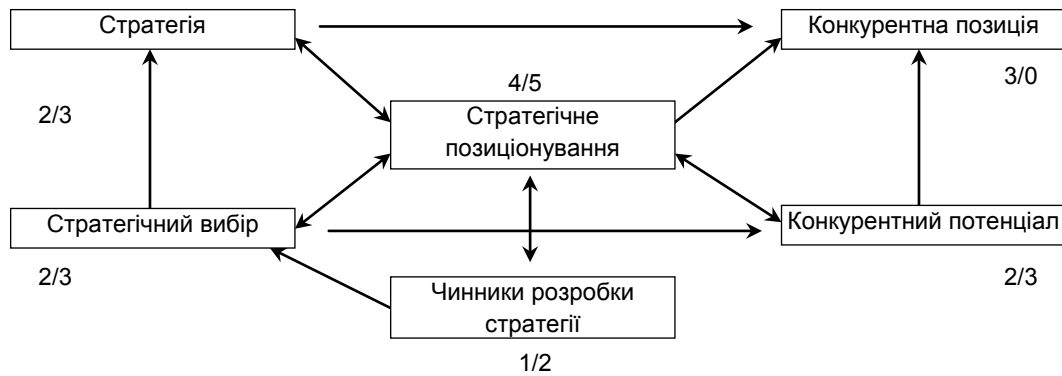 Стратегія
Конкурентна позиція
4/5
3/0
2/3
Стратегічне
позиціонування
Стратегічний вибір
Конкурентний потенціал
2/3
2/3
Чинники розробки
стратегії
1/2